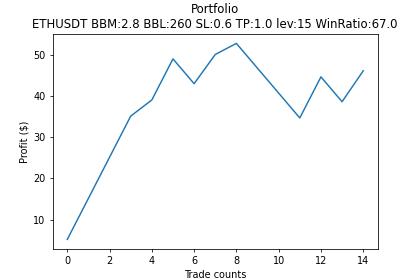 Portfolio
ETHUSDT BBM:2.8 BBL:260 SL:0.6 TP:1.0 lev:15 WinRatio:67.0
50
40
30
20
10
Profit ($)
0 2 4 6 8 10 12 14
Trade counts